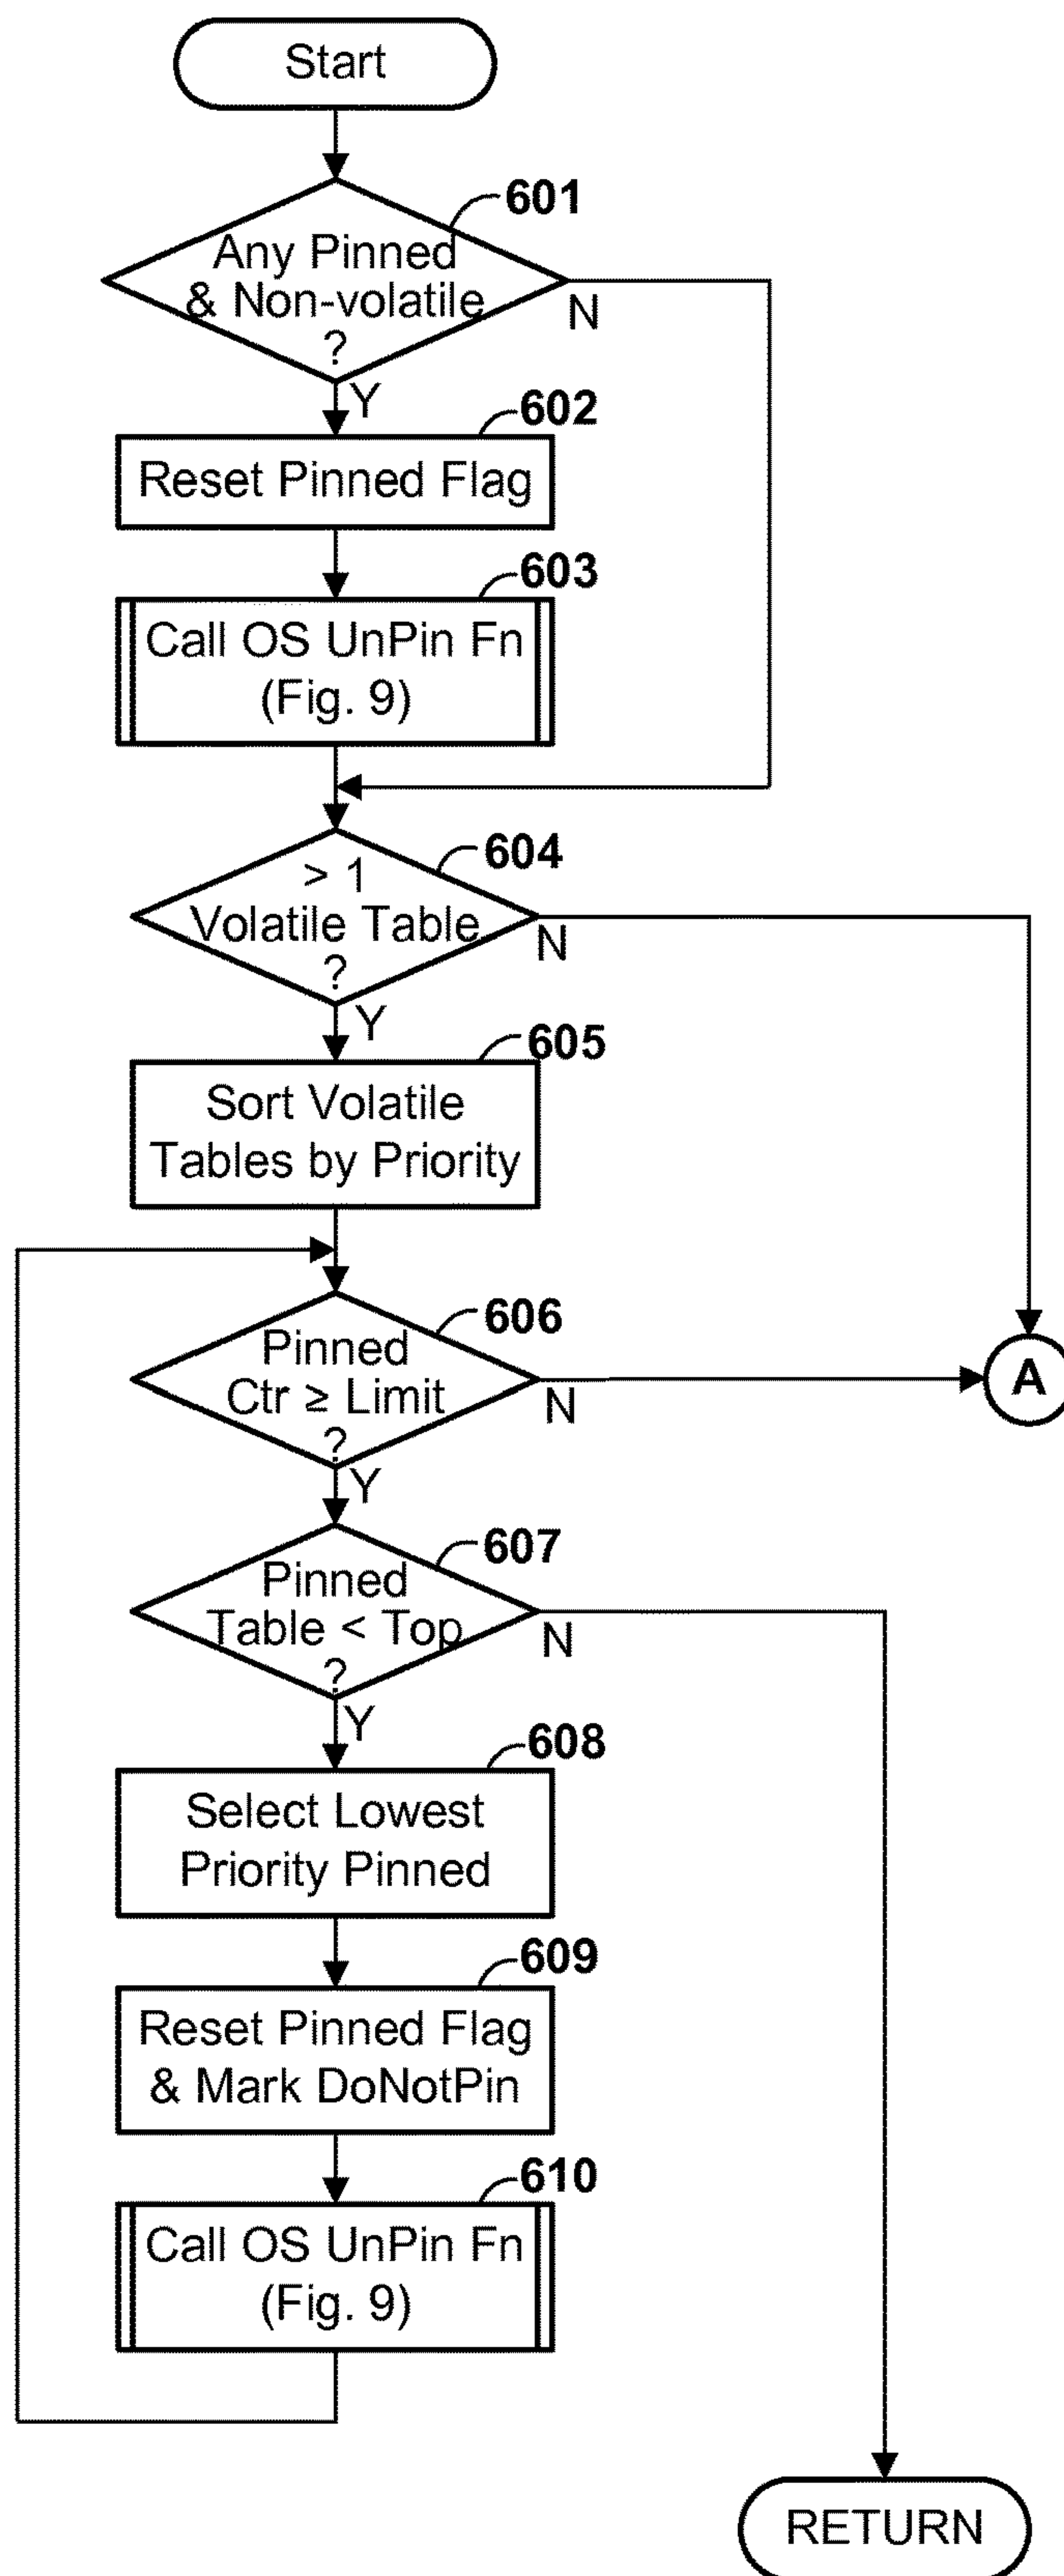 Start
601
Any Pinned
& Non-volatile
?
N
Y
602
Reset Pinned Flag
603
Call OS UnPin Fn
(Fig. 9)
604
> 1
Volatile Table
?
N
Y
605
Sort Volatile
Tables by Priority
606
Pinned
Ctr ≥ Limit
?
N
A
Y
607
Pinned
Table < Top
?
N
Y
608
Select Lowest
Priority Pinned
609
Reset Pinned Flag
& Mark DoNotPin
610
Call OS UnPin Fn
(Fig. 9)
RETURN